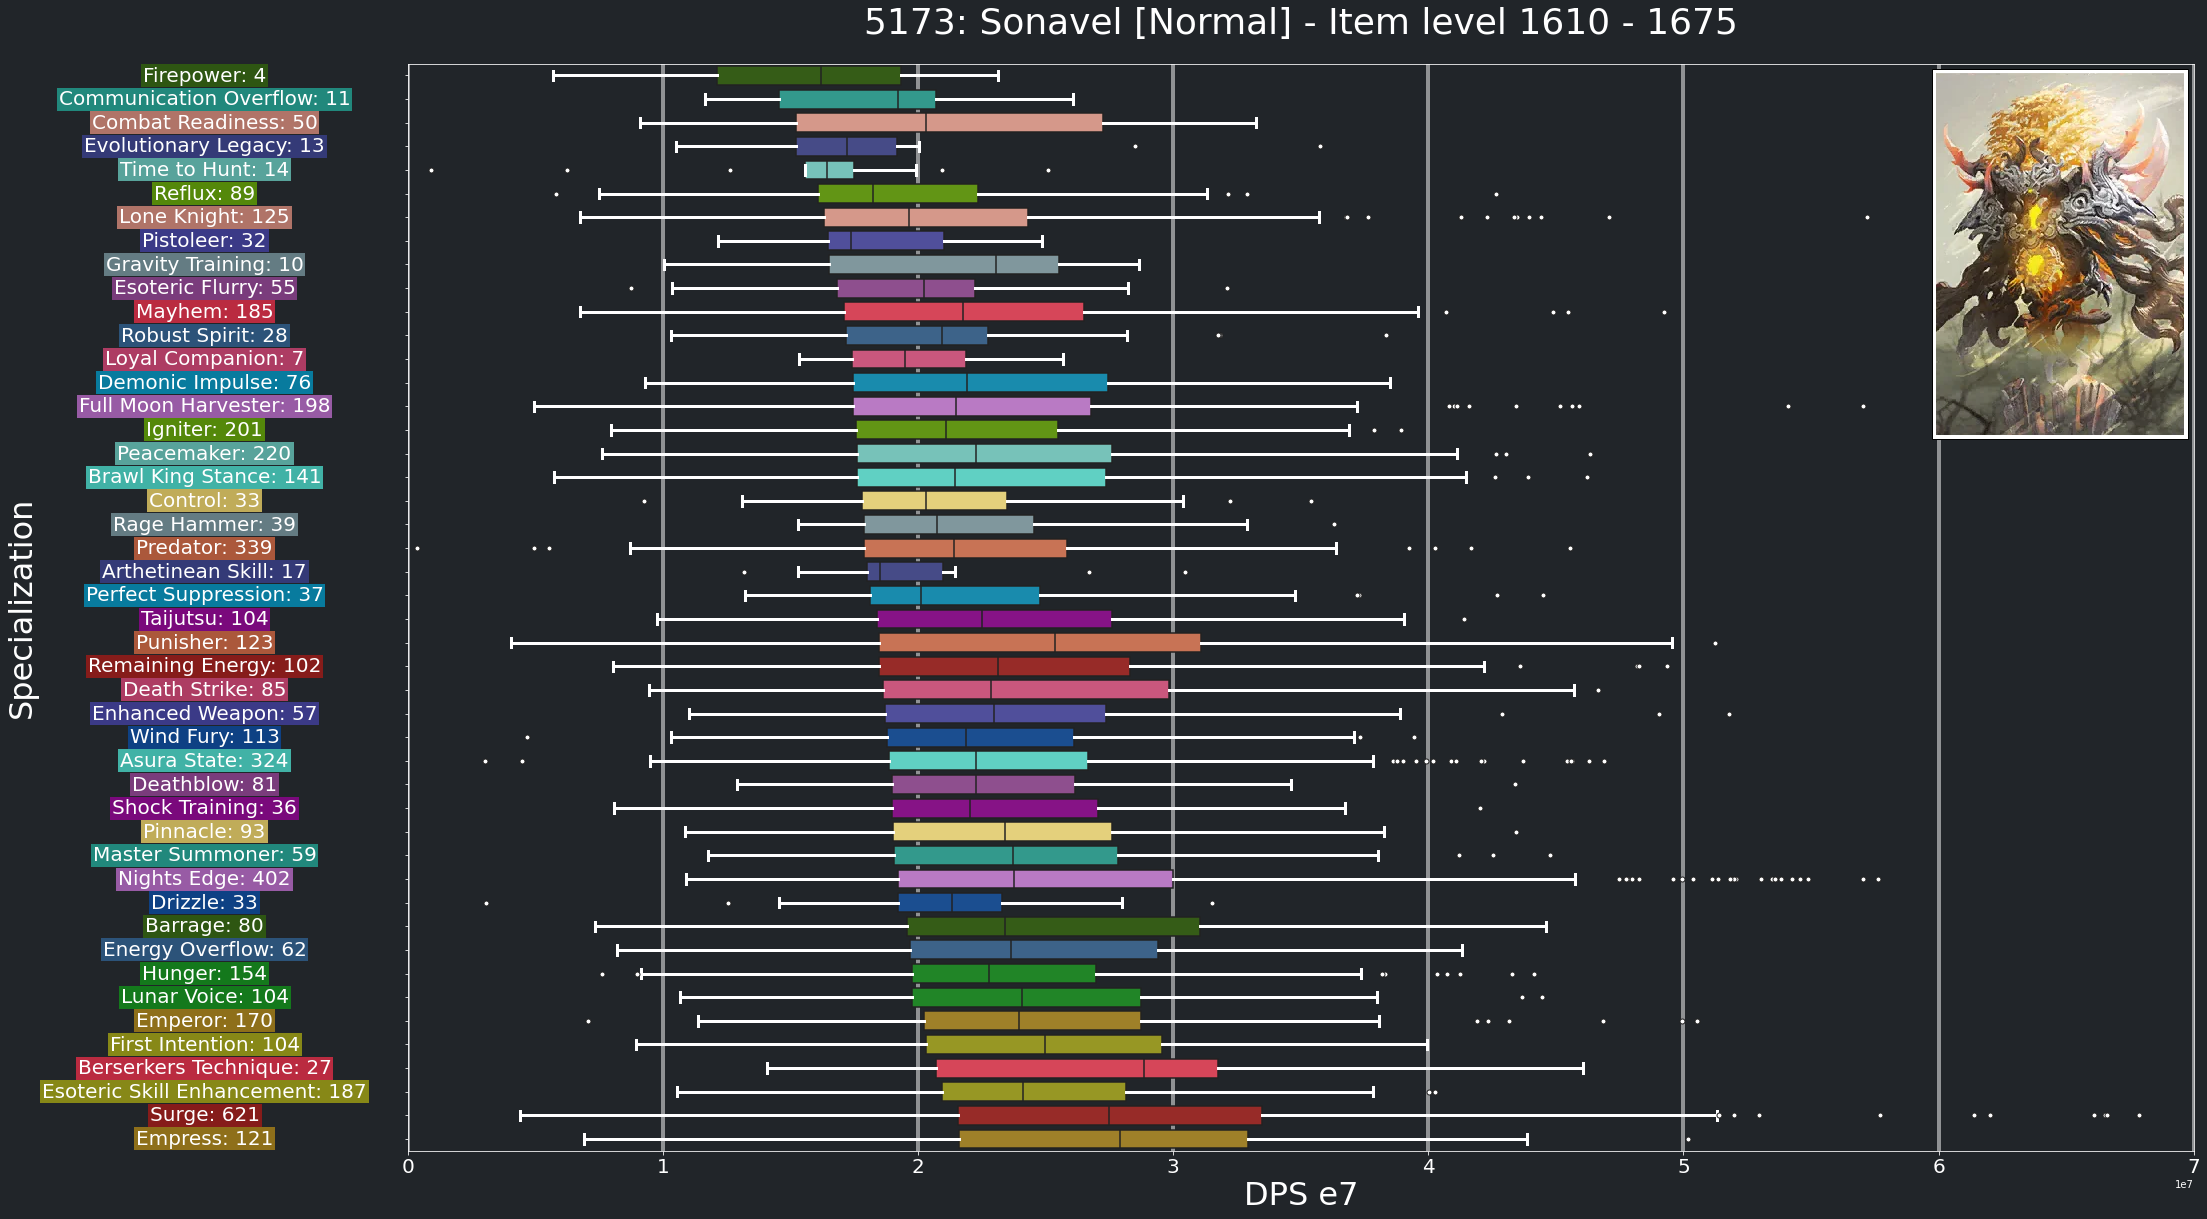 5173: Sonavel [Normal] - Item level 1610 - 1675
Specialization
Firepower: 4
Communication Overflow: 11
Combat Readiness: 50
Evolutionary Legacy: 13
Time to Hunt: 14
Reflux: 89
Lone Knight: 125
Pistoleer: 32
Gravity Training: 10
Esoteric Flurry: 55
Mayhem: 185
Robust Spirit: 28
Loyal Companion: 7
Demonic Impulse: 76
Full Moon Harvester: 198
Igniter: 201
Peacemaker: 220
Brawl King Stance: 141
Control: 33
Rage Hammer: 39
Predator: 339
Arthetinean Skill: 17
Perfect Suppression: 37
Taijutsu: 104
Punisher: 123
Remaining Energy: 102
Death Strike: 85
Enhanced Weapon: 57
Wind Fury: 113
Asura State: 324
Deathblow: 81
Shock Training: 36
Pinnacle: 93
Master Summoner: 59
Nights Edge: 402
Drizzle: 33
Barrage: 80
Energy Overflow: 62
Hunger: 154
Lunar Voice: 104
Emperor: 170
First Intention: 104
Berserkers Technique: 27
Esoteric Skill Enhancement: 187
Surge: 621
Empress: 121
0 1 2 3 4 5 6 7
DPS e7
1e7